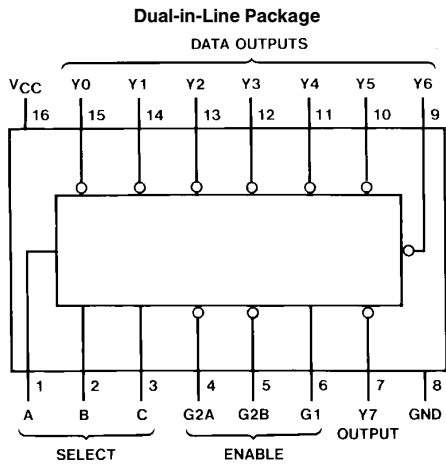 Dual-in-Line Package
DATA OUTPUTS
VCC Y0 Y1 Y2 Y3 Y4 Y5 Y6
16 15 14 13 12 11 10 9
1 2 3 4 5 6 7 8
A B C G2A G2B G1 Y7 GND
OUTPUT
SELECT ENABLE